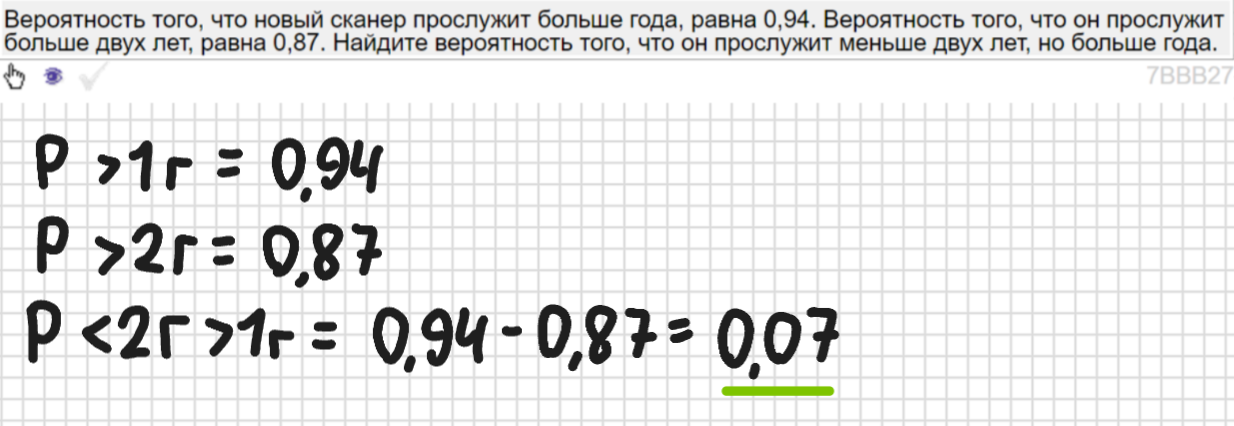 Вероятность того, что новый сканер прослужит больше года, равна 0,94. Вероятность того, что он прослужит
больше двух лет, равна 0,87. Найдите вероятность того, что он прослужит меньше двух лет, но больше года.
7BBB27
P >1г = 0,94
P >2г = 0,87
P <2г >1г = 0,94 - 0,87 = 0,07